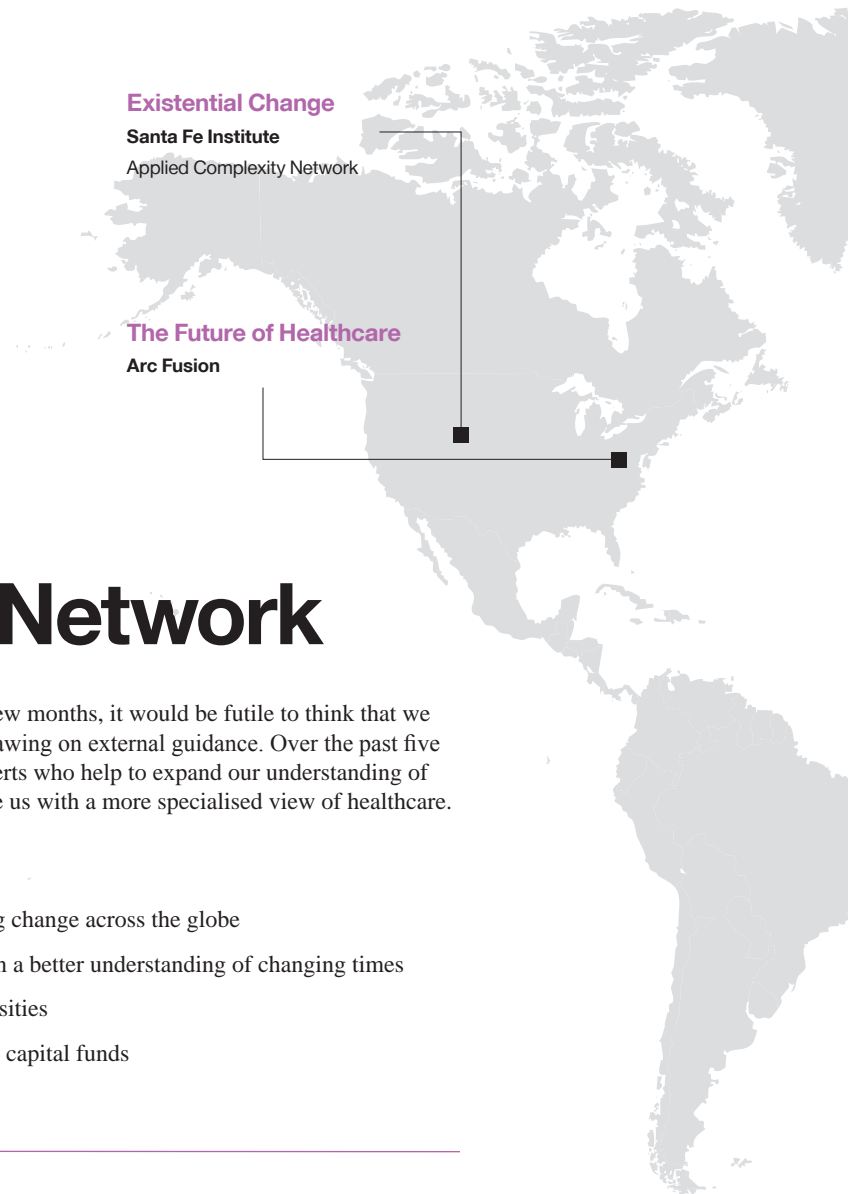 Existential Change
Santa Fe Institute
Applied Complexity Network
The Future of Healthcare
Arc Fusion
Network
ew months, it would be futile to think that we
awing on external guidance. Over the past five
erts who help to expand our understanding of
e us with a more specialised view of healthcare.
g change across the globe
n a better understanding of changing times
sities
capital funds